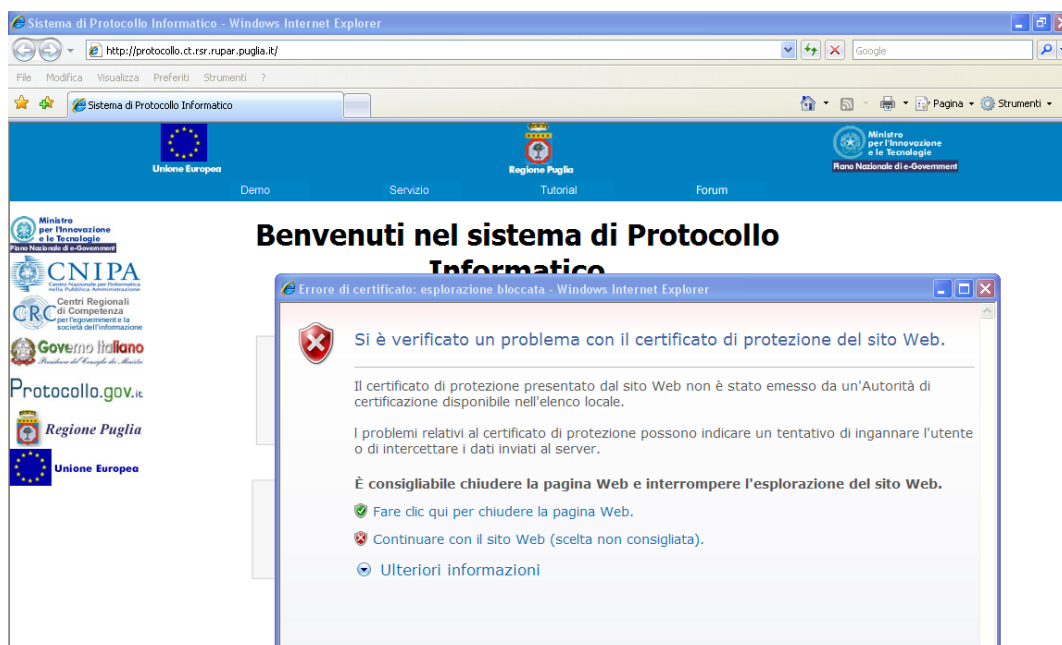 Sistema di Protocollo Informatico - Windows Internet Explorer
http://protocollo.ct.rsr.rupar.puglia.it/
Google
File Modifica Visualizza Preferiti Strumenti ?
Sistema di Protocollo Informatico
Pagina Strumenti
Unione Europea
Regione Puglia
Ministro
per l'Innovazione
e le Tecnologie
Piano Nazionale di e-Government
Demo Servizio Tutorial Forum
Ministro
per l'Innovazione
e le Tecnologie
Piano Nazionale di e-Government
CNIPA
Centro Nazionale per l'Informatica
nella Pubblica Amministrazione
CRC
Centri Regionali
di Competenza
per l'egovernment e la
società dell'informazione
Governo Italiano
Presidenza del Consiglio dei Ministri
Protocollo.gov.it
Regione Puglia
Unione Europea
Benvenuti nel sistema di Protocollo
Informatico
Errore di certificato: esplorazione bloccata - Windows Internet Explorer
Si è verificato un problema con il certificato di protezione del sito Web.
Il certificato di protezione presentato dal sito Web non è stato emesso da un'Autorità di
certificazione disponibile nell'elenco locale.
I problemi relativi al certificato di protezione possono indicare un tentativo di ingannare l'utente
o di intercettare i dati inviati al server.
È consigliabile chiudere la pagina Web e interrompere l'esplorazione del sito Web.
Fare clic qui per chiudere la pagina Web.
Continuare con il sito Web (scelta non consigliata).
Ulteriori informazioni